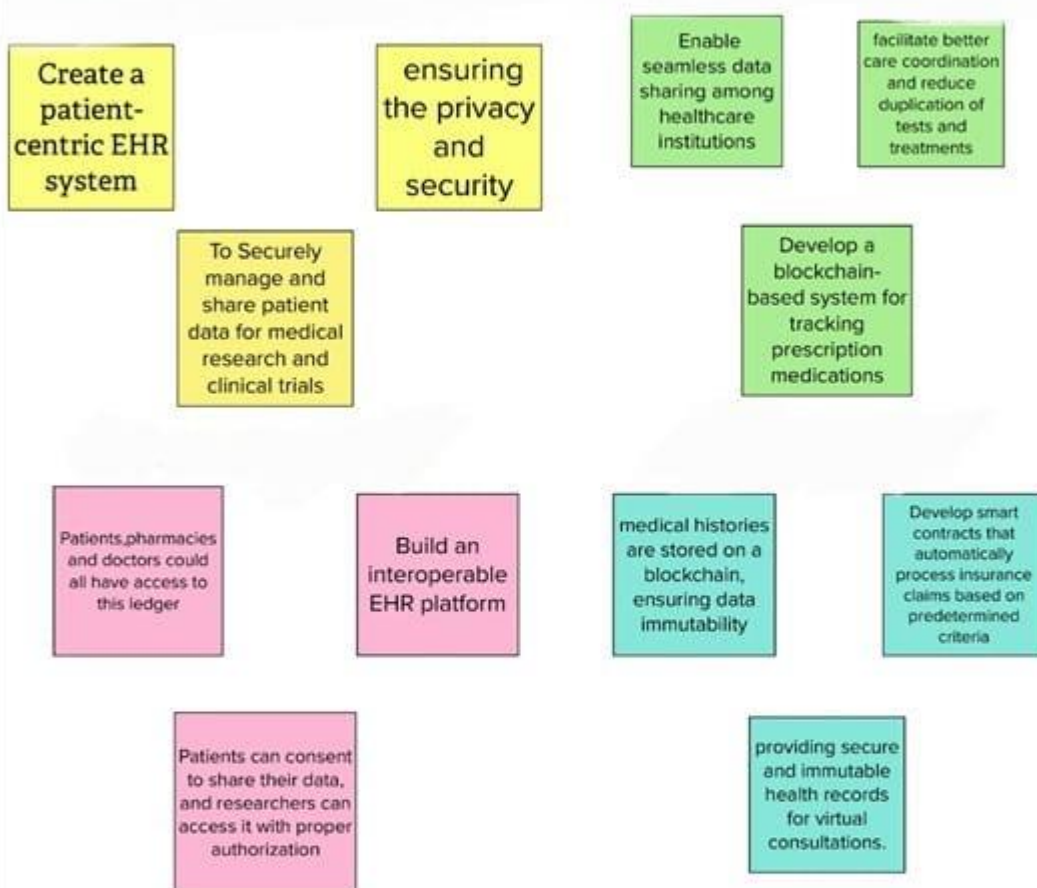 Create a
patient-
centric EHR
system
ensuring
the privacy
and
security
To Securely
manage and
share patient
data for medical
research and
clinical trials
Enable
seamless data
sharing among
healthcare
institutions
facilitate better
care coordination
and reduce
duplication of
tests and
treatments
Develop a
blockchain-
based system for
tracking
prescription
medications
Patients,pharmacies
and doctors could
all have access to
this ledger
Build an
interoperable
EHR platform
Patients can consent
to share their data,
and researchers can
access it with proper
authorization
medical histories
are stored on a
blockchain,
ensuring data
immutability
Develop smart
contracts that
automatically
process insurance
claims based on
predetermined
criteria
providing secure
and immutable
health records
for virtual
consultations.